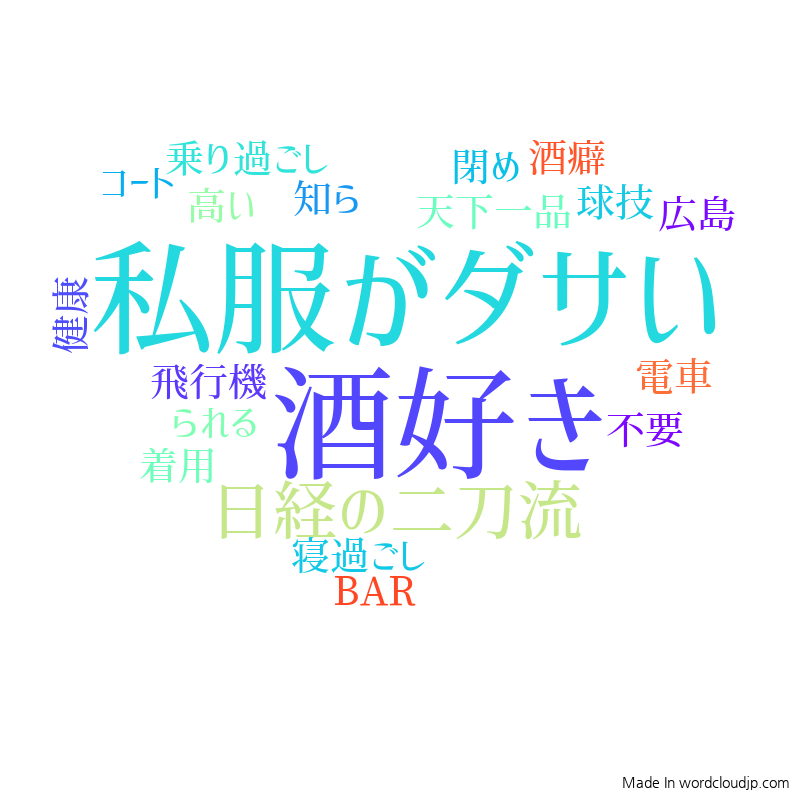 乗り過ごし
閉め
酒癖
コート
高い
知ら
天下一品
球技
広島
私服がダサい
健康
飛行機
酒好き
電車
られる
不要
着用
日経の二刀流
寝過ごし
BAR
Made In wordcloudjp.com